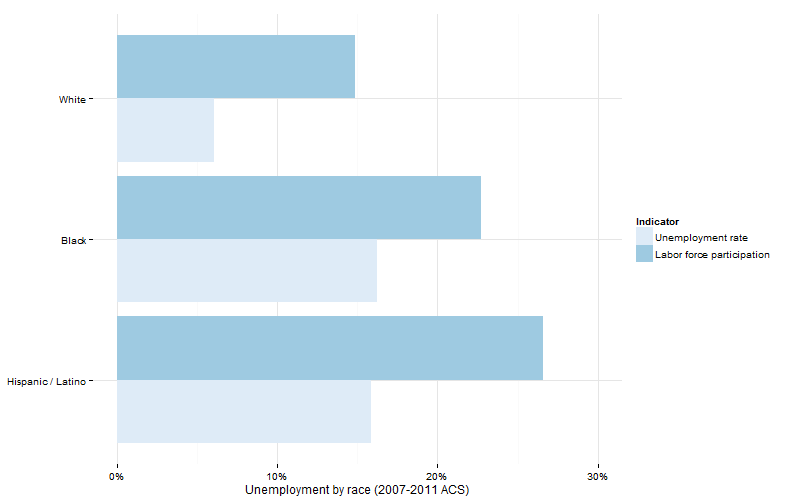 White
Black
Hispanic / Latino
0%
10%
20%
30%
Unemployment by race (2007-2011 ACS)
Indicator
Unemployment rate
Labor force participation